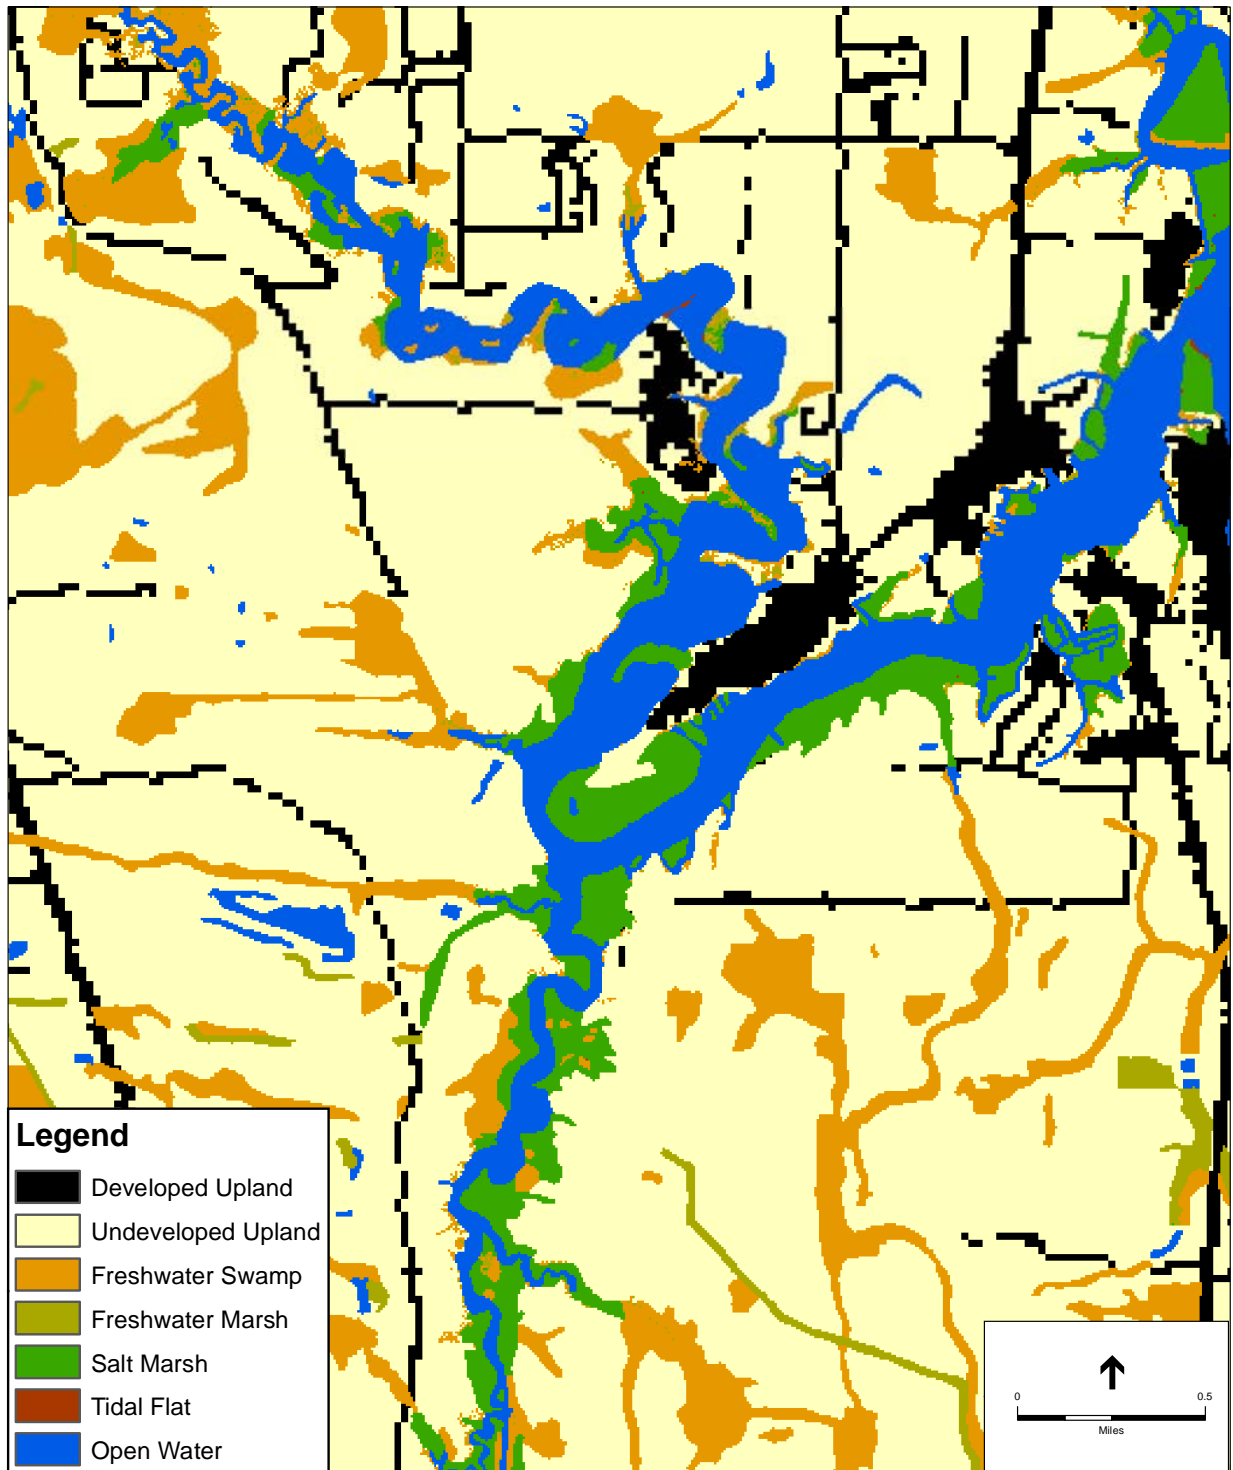 Legend
Developed Upland
Undeveloped Upland
Freshwater Swamp
Freshwater Marsh
Salt Marsh
Tidal Flat
Open Water
0 0.5
Miles